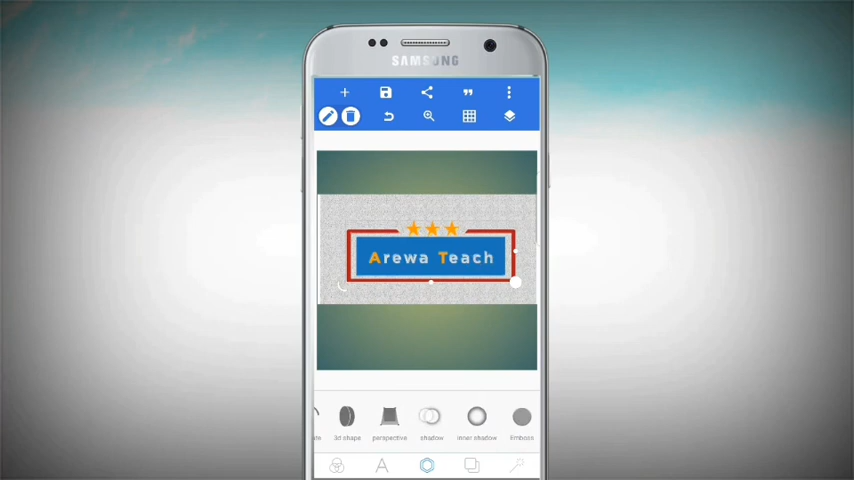 SAMSUNG
Arewa Teach
3d shape
perspective
shadow
inner shadow
Emboss